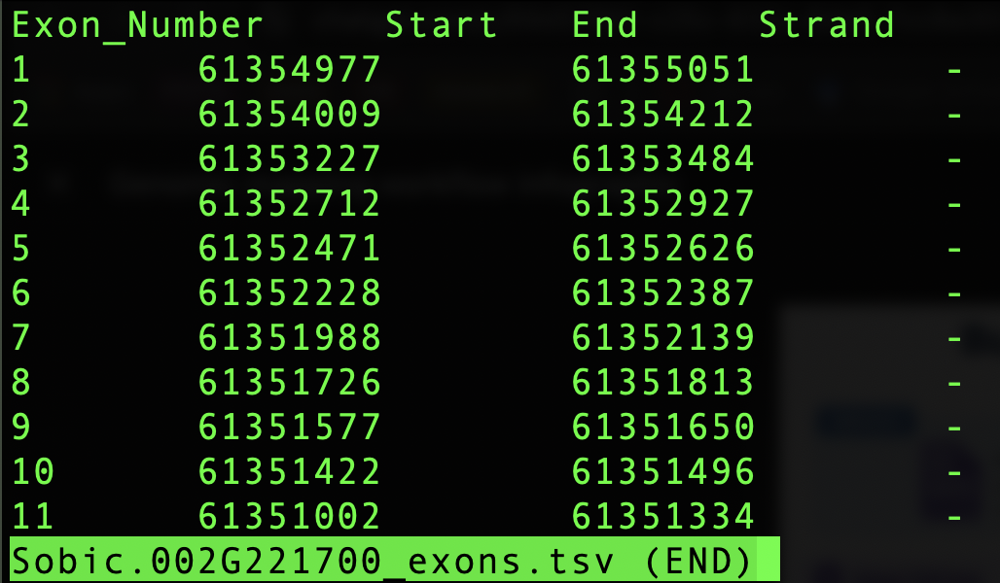 Exon_Number Start End Strand
1 61354977 61355051 -
2 61354009 61354212 -
3 61353227 61353484 -
4 61352712 61352927 -
5 61352471 61352626 -
6 61352228 61352387 -
7 61351988 61352139 -
8 61351726 61351813 -
9 61351577 61351650 -
10 61351422 61351496 -
11 61351002 61351334 -
Sobic.002G221700_exons.tsv (END)